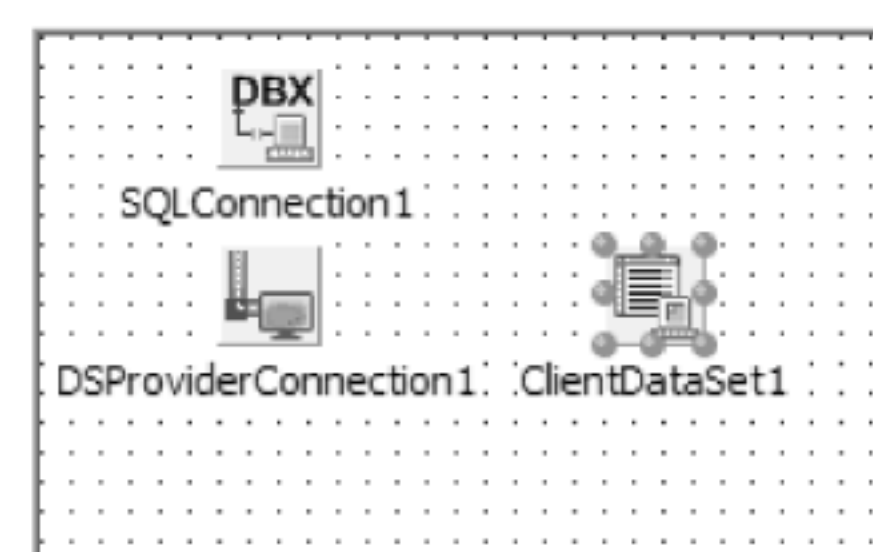 DBX
SQLConnection1
DSProviderConnection1
ClientDataSet1